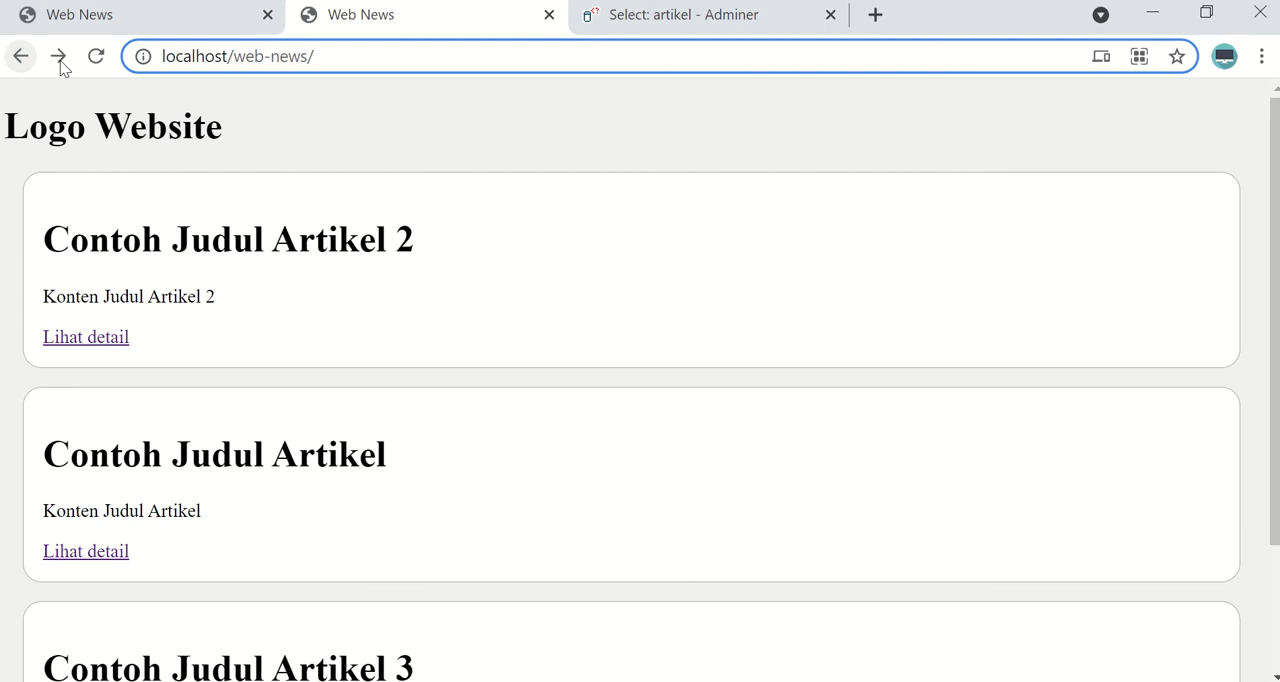 Web News
Web News
Select: artikel - Adminer
localhost/web-news/
Logo Website
Contoh Judul Artikel 2
Konten Judul Artikel 2
Lihat detail
Contoh Judul Artikel
Konten Judul Artikel
Lihat detail
Contoh Judul Artikel 3